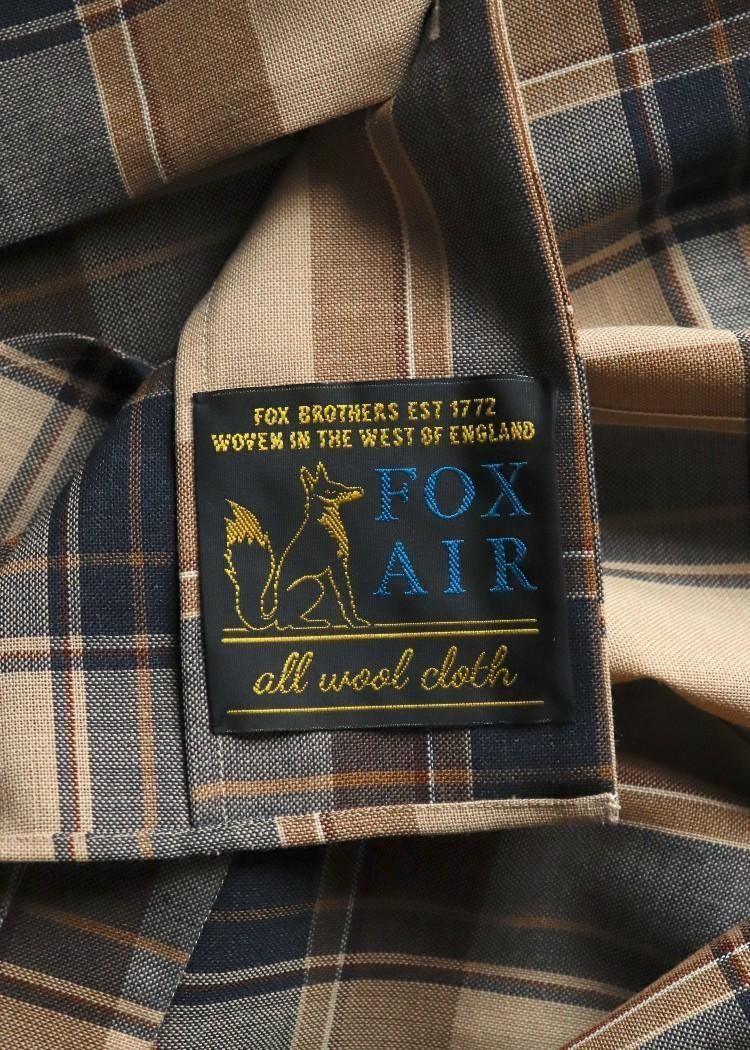 FOX BROTHERS EST 1772
WOVEN IN THE WEST OF ENGLAND
FOX
AIR
all wool cloth